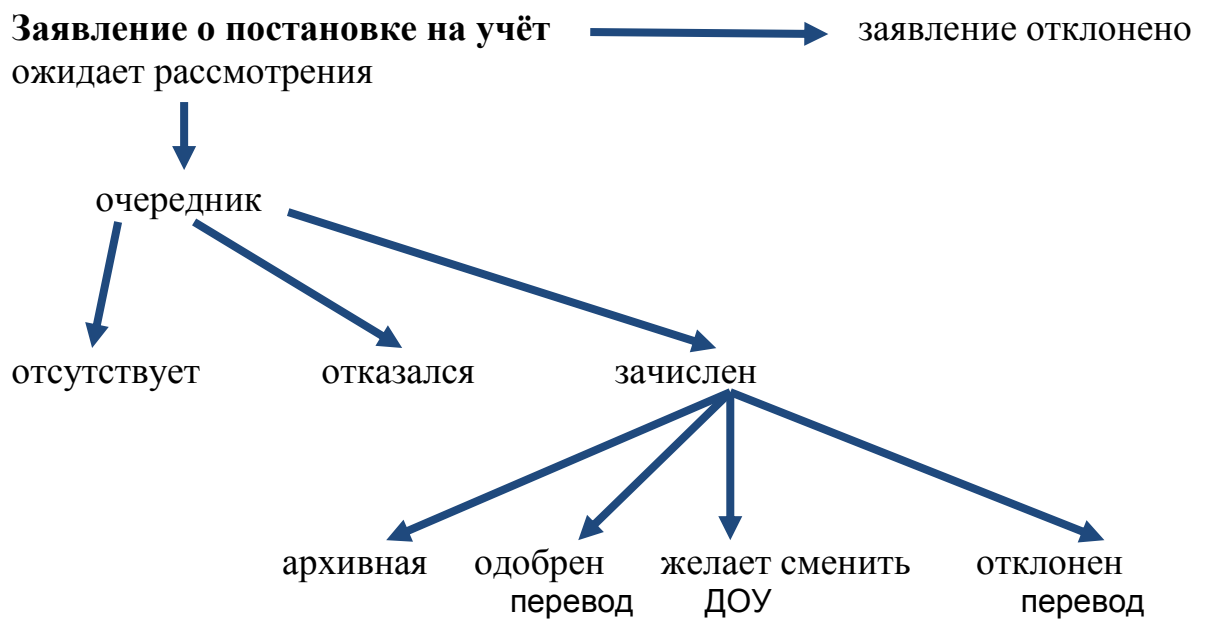 Заявление о постановке на учёт
заявление отклонено
ожидает рассмотрения
очередник
отсутствует
отказался
зачислен
архивная
одобрен перевод
желает сменить ДОУ
отклонен перевод